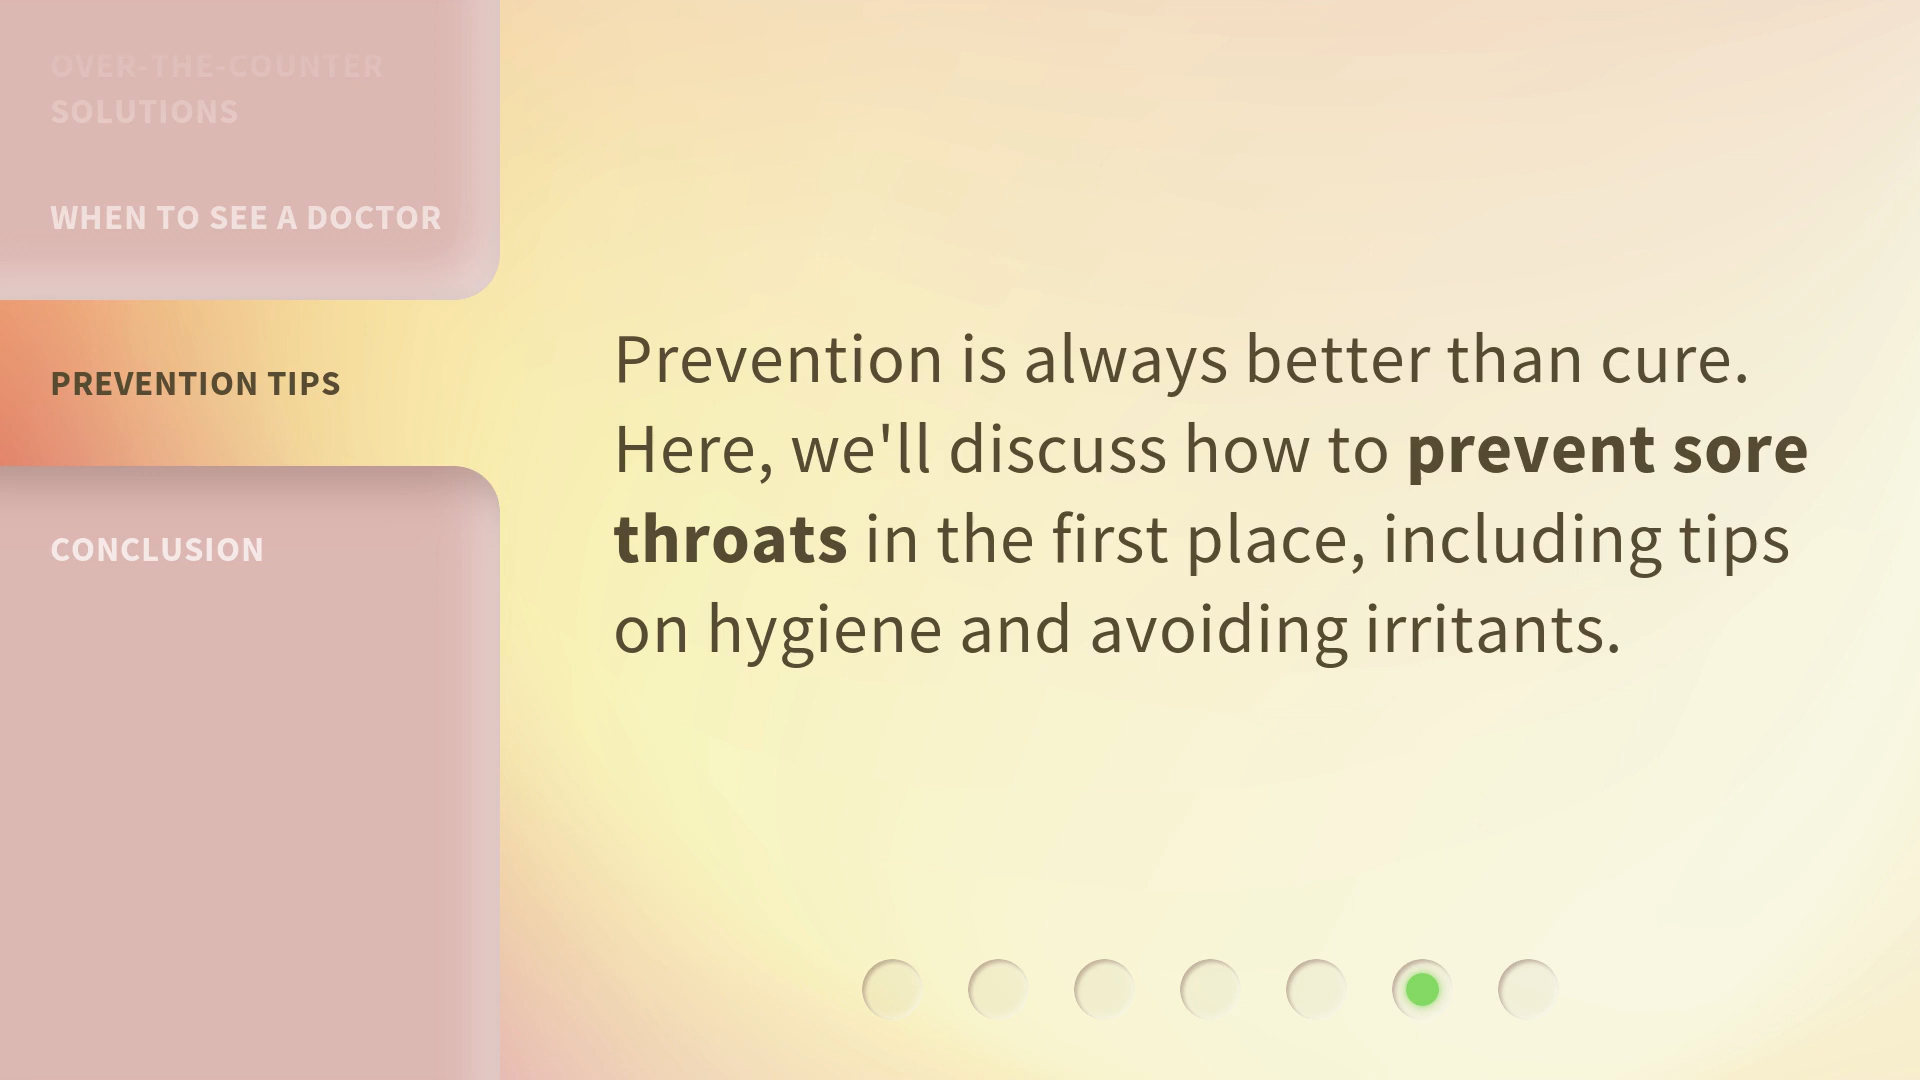 OVER-THE-COUNTER
SOLUTIONS
WHEN TO SEE A DOCTOR
PREVENTION TIPS
CONCLUSION
Prevention is always better than cure.
Here, we'll discuss how to prevent sore
throats in the first place, including tips
on hygiene and avoiding irritants.